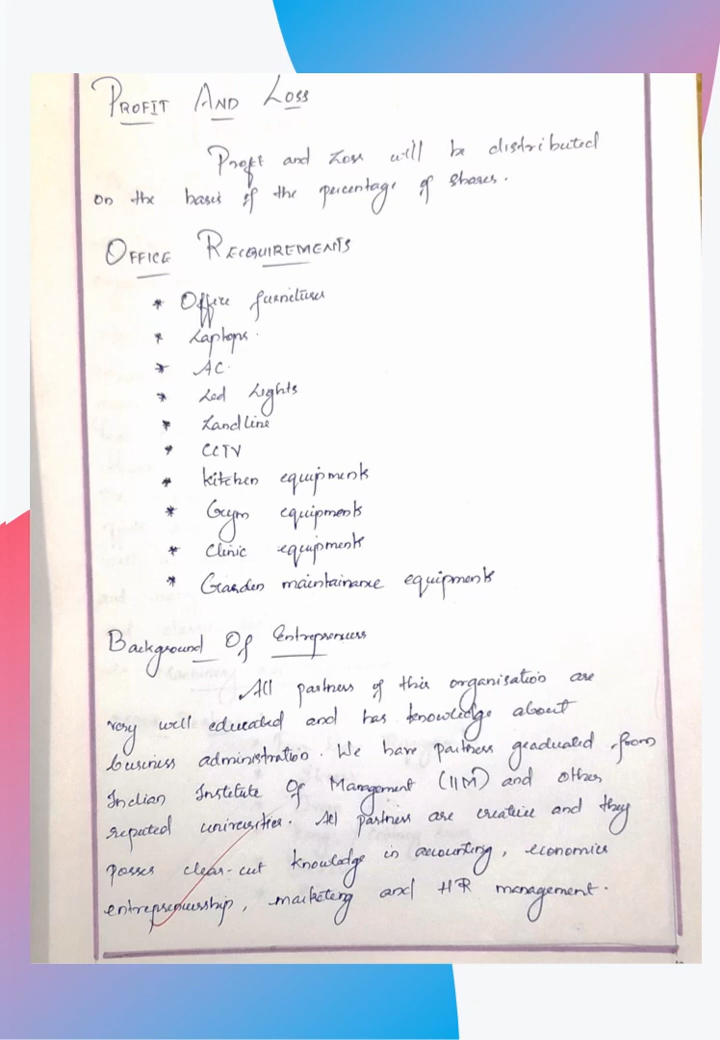 PROFIT AND LOSS
Profit and Loss will be distributed
on the basis of the percentage of shares.
OFFICE REQUIREMENTS
* Office furnitures
* Laptops.
* AC.
* Led Lights
* Landline
* CCTV
* kitchen equipments
* Gym equipments
* Clinic equipments
* Garden maintainanxe equipments
Background Of Entrepreneurs
All partners of this organisation are
very well educated and has knowledge about
business administration. We have partners graduated from
Indian Institute Of Management (IIM) and other
reputed universities. All partners are creative and they
posses clear-cut knowledge in accounting, economics
entrepreneurship, marketing and HR management.